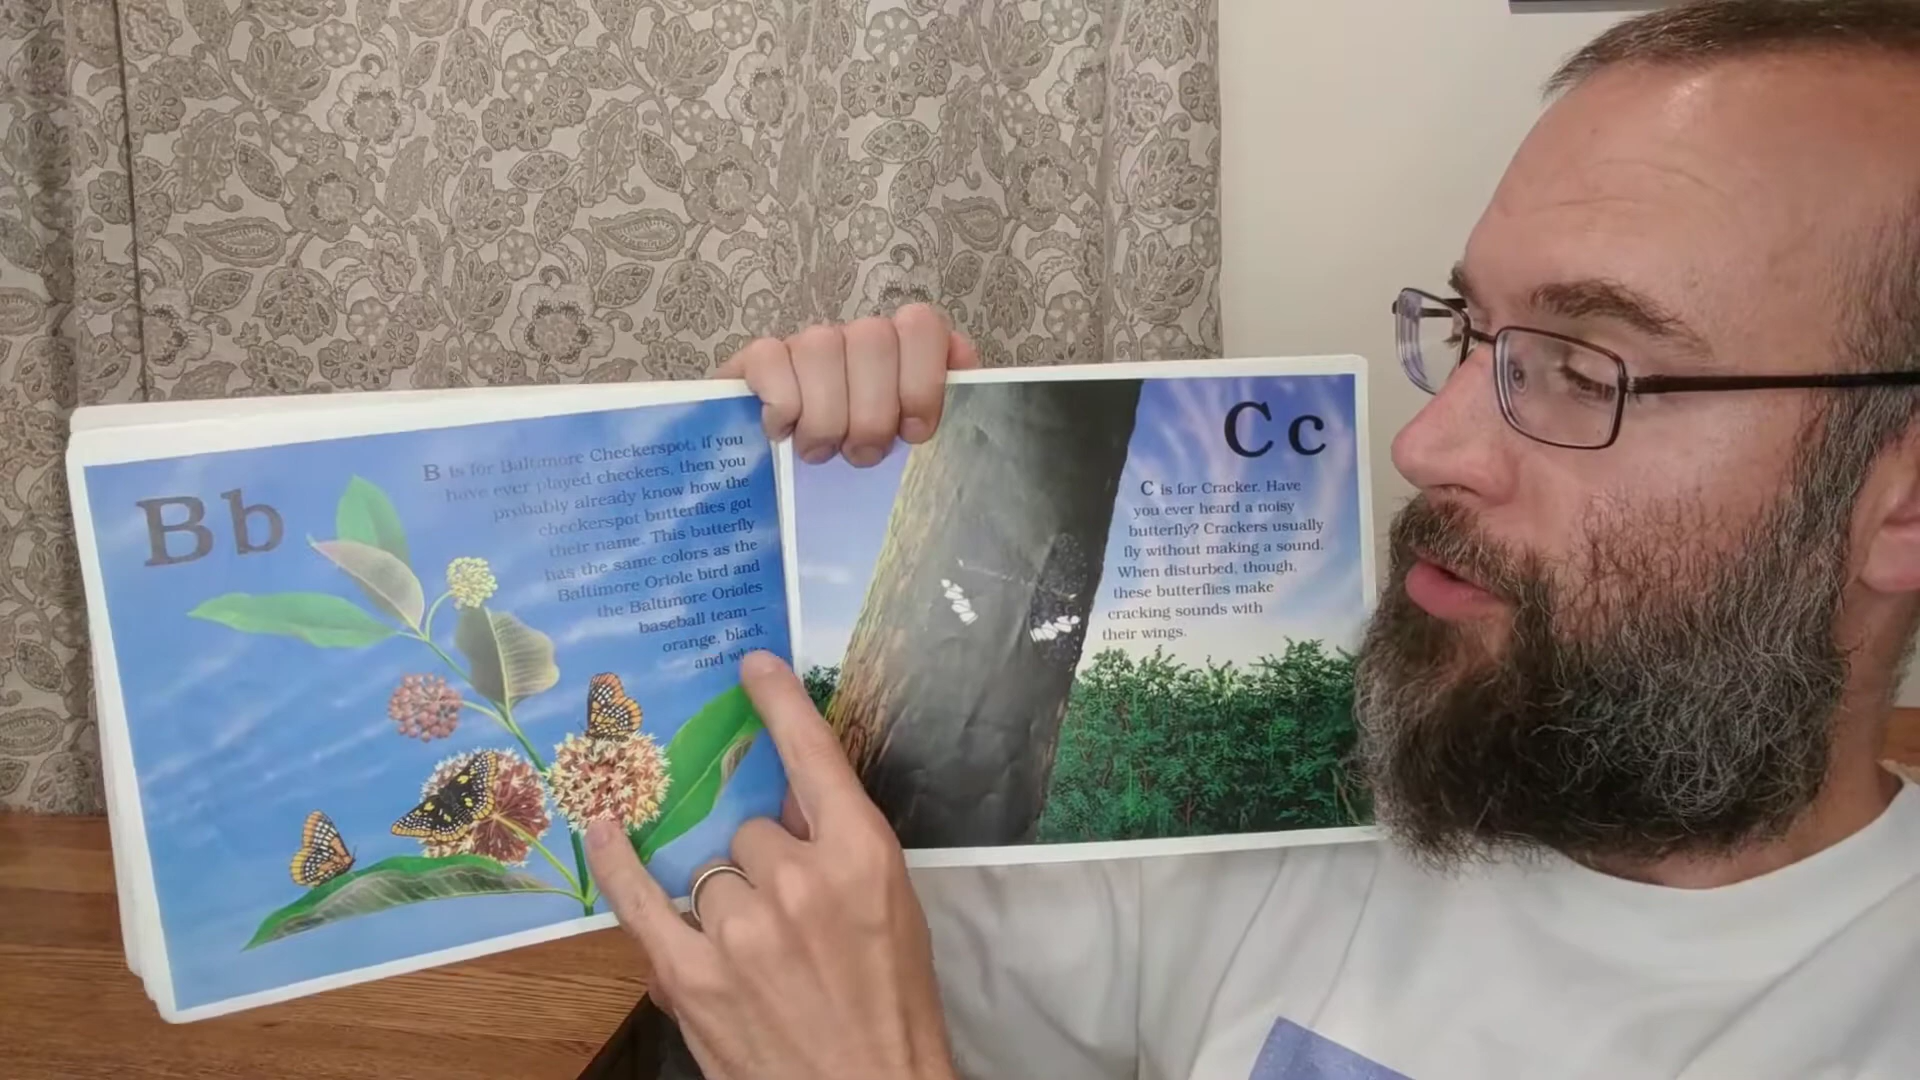 Bb
B is for Baltimore Checkerspot. If you
have ever played checkers, then you
probably already know how the
checkerspot butterflies got
their name. This butterfly
has the same colors as the
Baltimore Oriole bird and
the Baltimore Orioles
baseball team —
orange, black,
and
Cc
C is for Cracker. Have
you ever heard a noisy
butterfly? Crackers usually
fly without making a sound.
When disturbed, though,
these butterflies make
cracking sounds with
their wings.